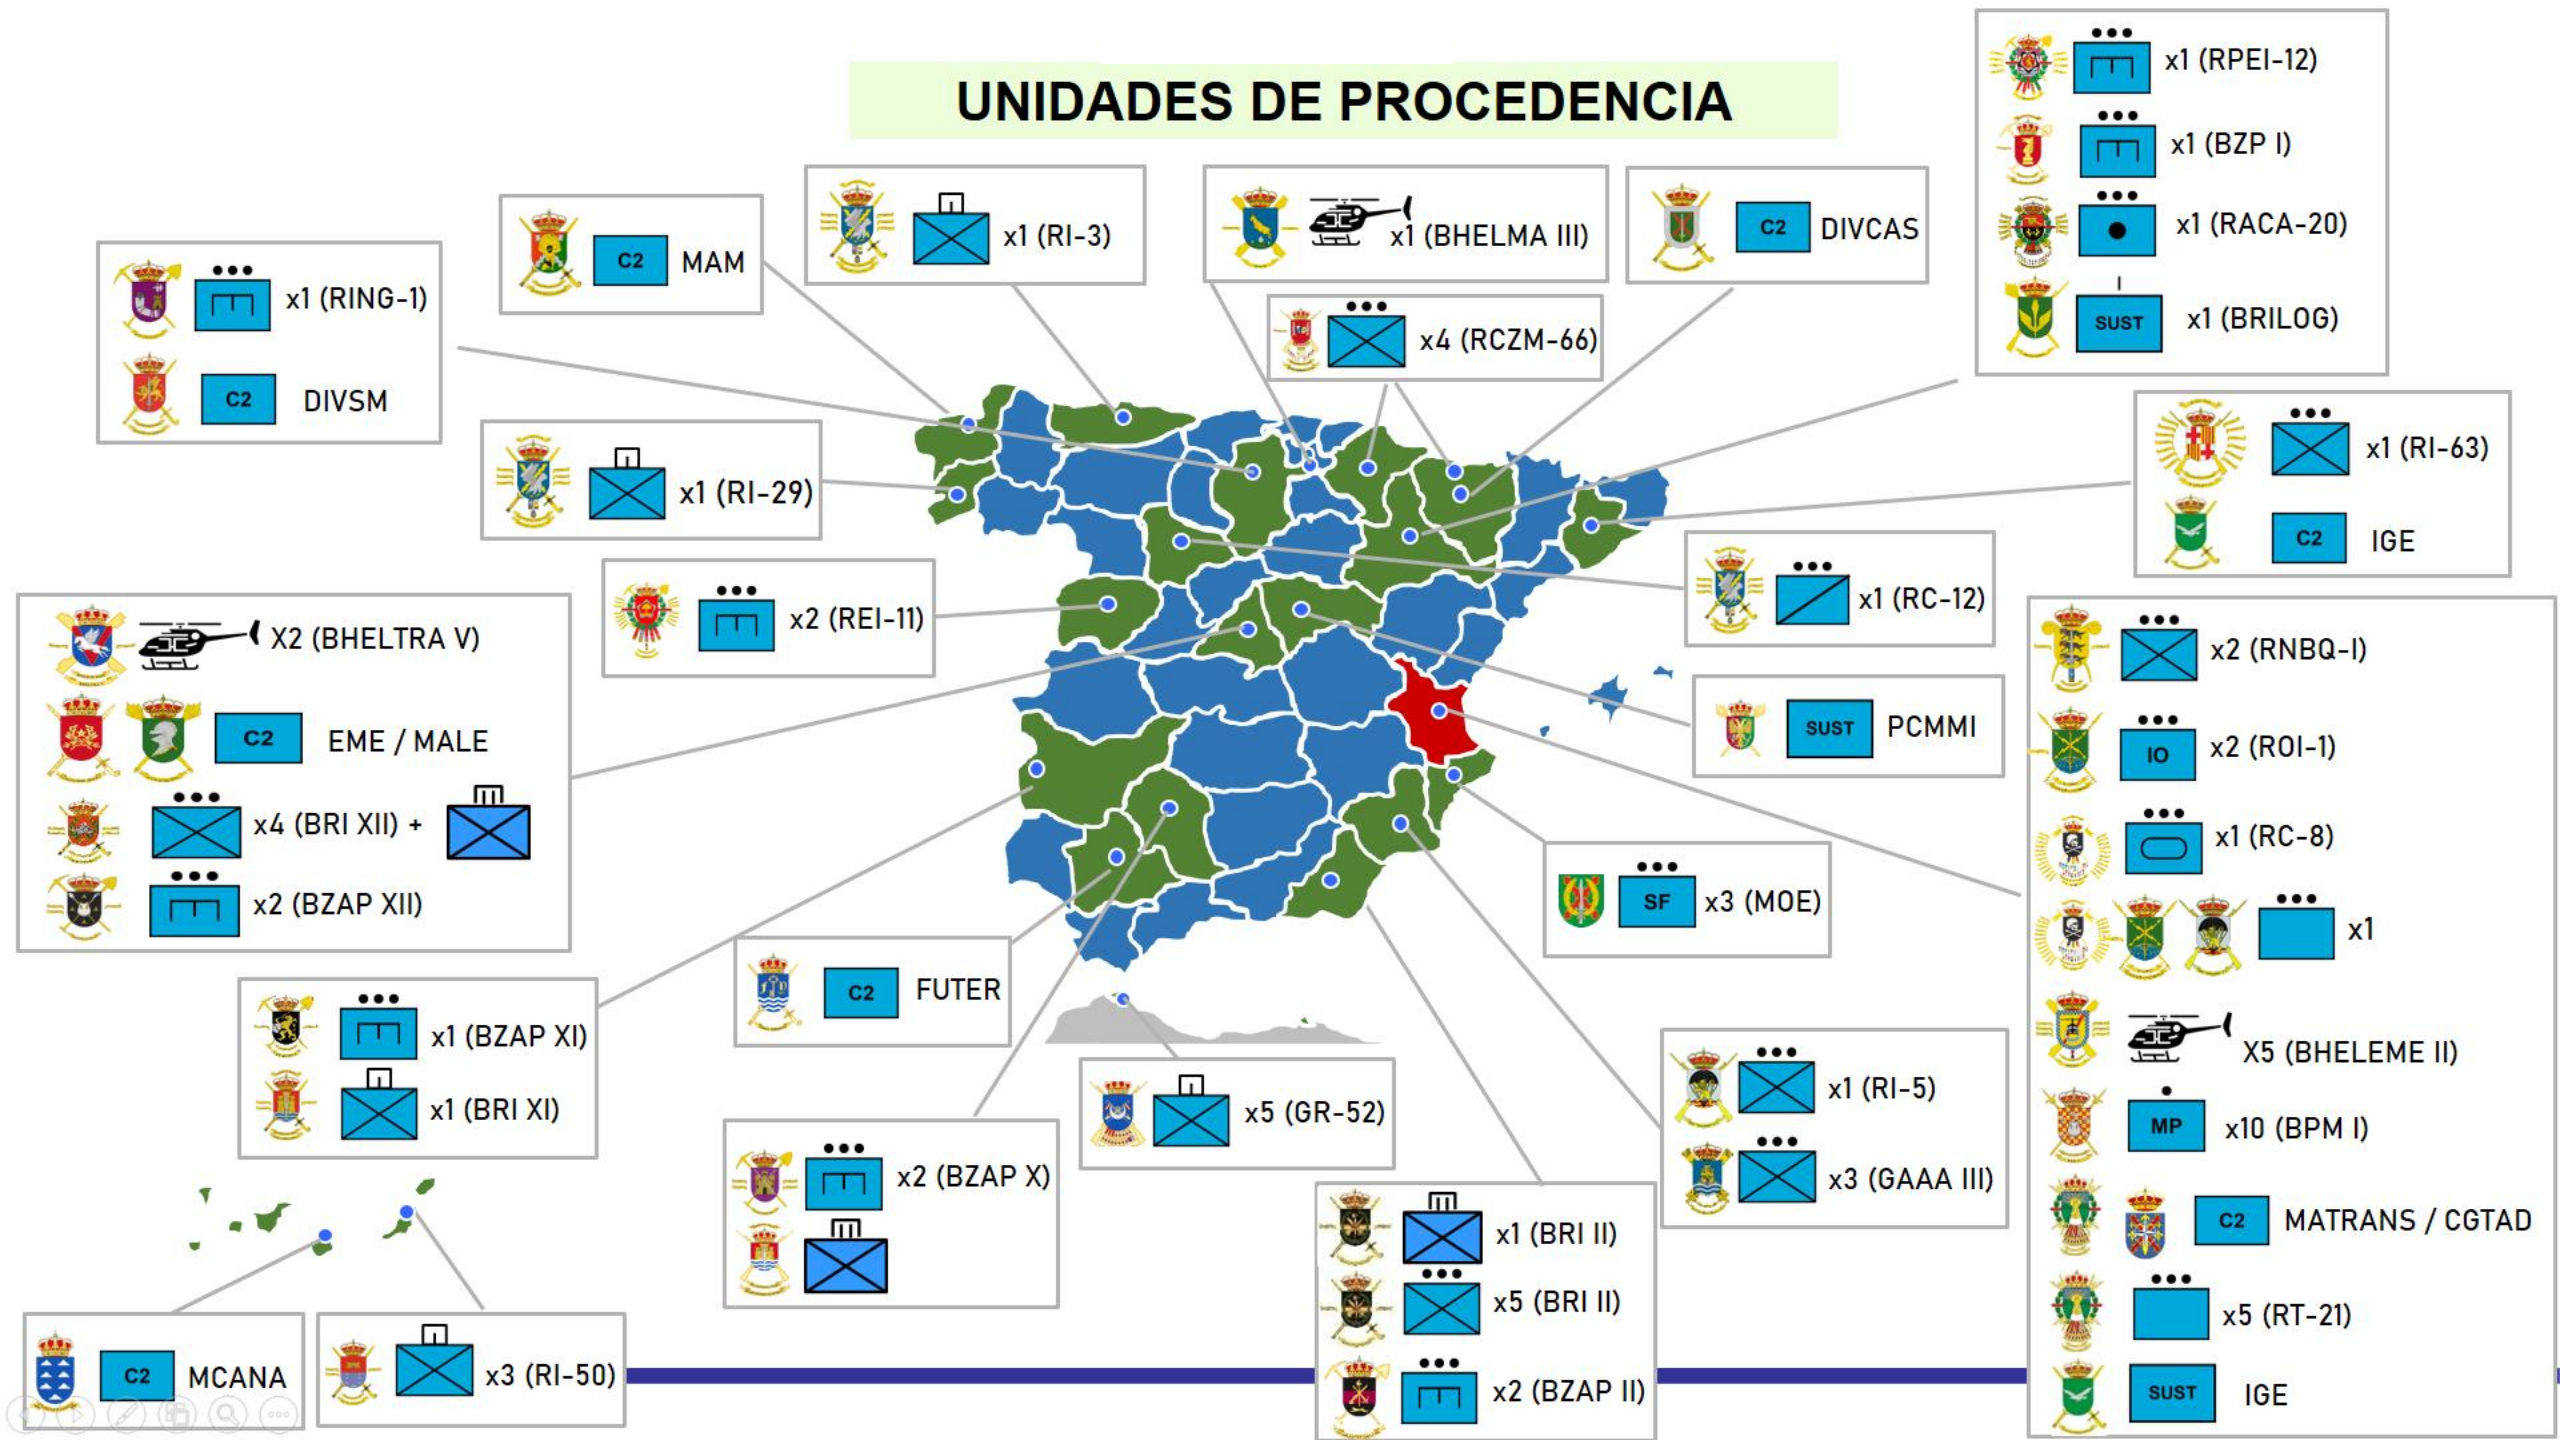 UNIDADES DE PROCEDENCIA
x1 (RING-1)
C2 DIVSM
C2 MAM
x1 (RI-3)
x1 (BHELMA III)
x4 (RCZM-66)
C2 DIVCAS
x1 (RPEI-12)
x1 (BZP I)
x1 (RACA-20)
SUST x1 (BRILOG)
x1 (RI-29)
x1 (RI-63)
C2 IGE
x2 (REI-11)
x1 (RC-12)
X2 (BHELTRA V)
C2 EME / MALE
x4 (BRI XII) +
x2 (BZAP XII)
SUST PCMMI
x2 (RNBQ-I)
IO x2 (ROI-1)
x1 (RC-8)
x1
X5 (BHELEME II)
MP x10 (BPM I)
C2 MATRANS / CGTAD
x5 (RT-21)
SUST IGE
SF x3 (MOE)
C2 FUTER
x1 (BZAP XI)
x1 (BRI XI)
x5 (GR-52)
x1 (RI-5)
x3 (GAAA III)
x2 (BZAP X)
x1 (BRI II)
x5 (BRI II)
x2 (BZAP II)
C2 MCANA
x3 (RI-50)